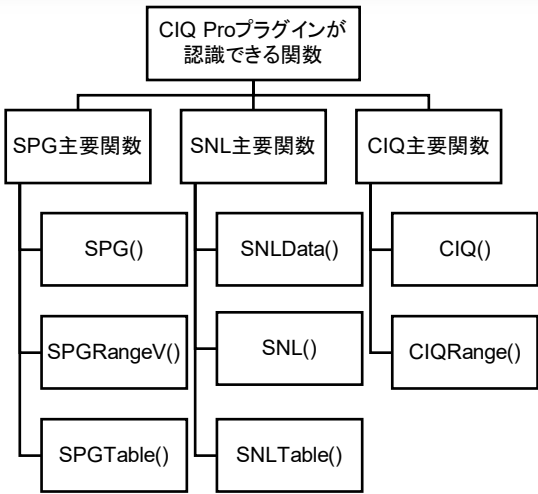 CIQ Proプラグインが
認識できる関数
SPG主要関数
SNL主要関数
CIQ主要関数
SPG()
SNLData()
CIQ()
SPGRangeV()
SNL()
CIQRange()
SPGTable()
SNLTable()